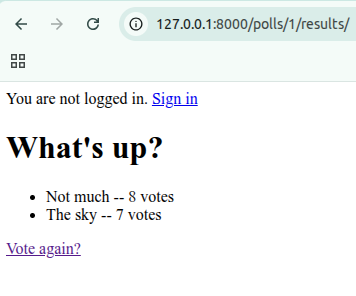 127.0.0.1:8000/polls/1/results/
You are not logged in. Sign in
What's up?
Not much -- 8 votes
The sky -- 7 votes
Vote again?